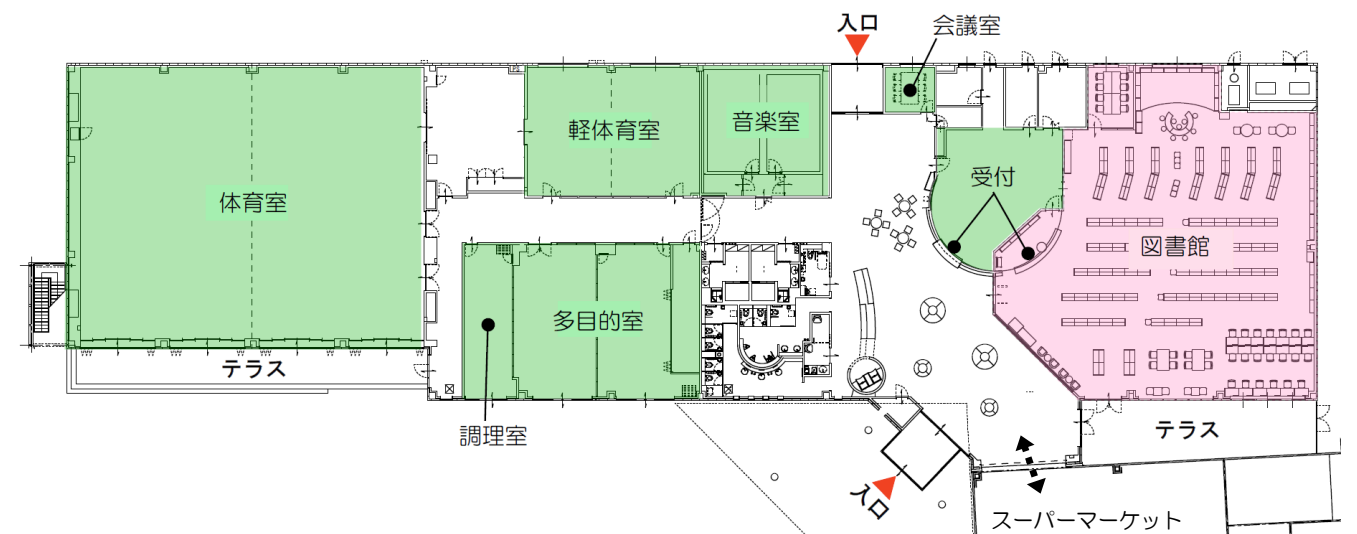 入口
会議室
軽体育室
音楽室
受付
体育室
図書館
多目的室
テラス
調理室
テラス
入口
スーパーマーケット